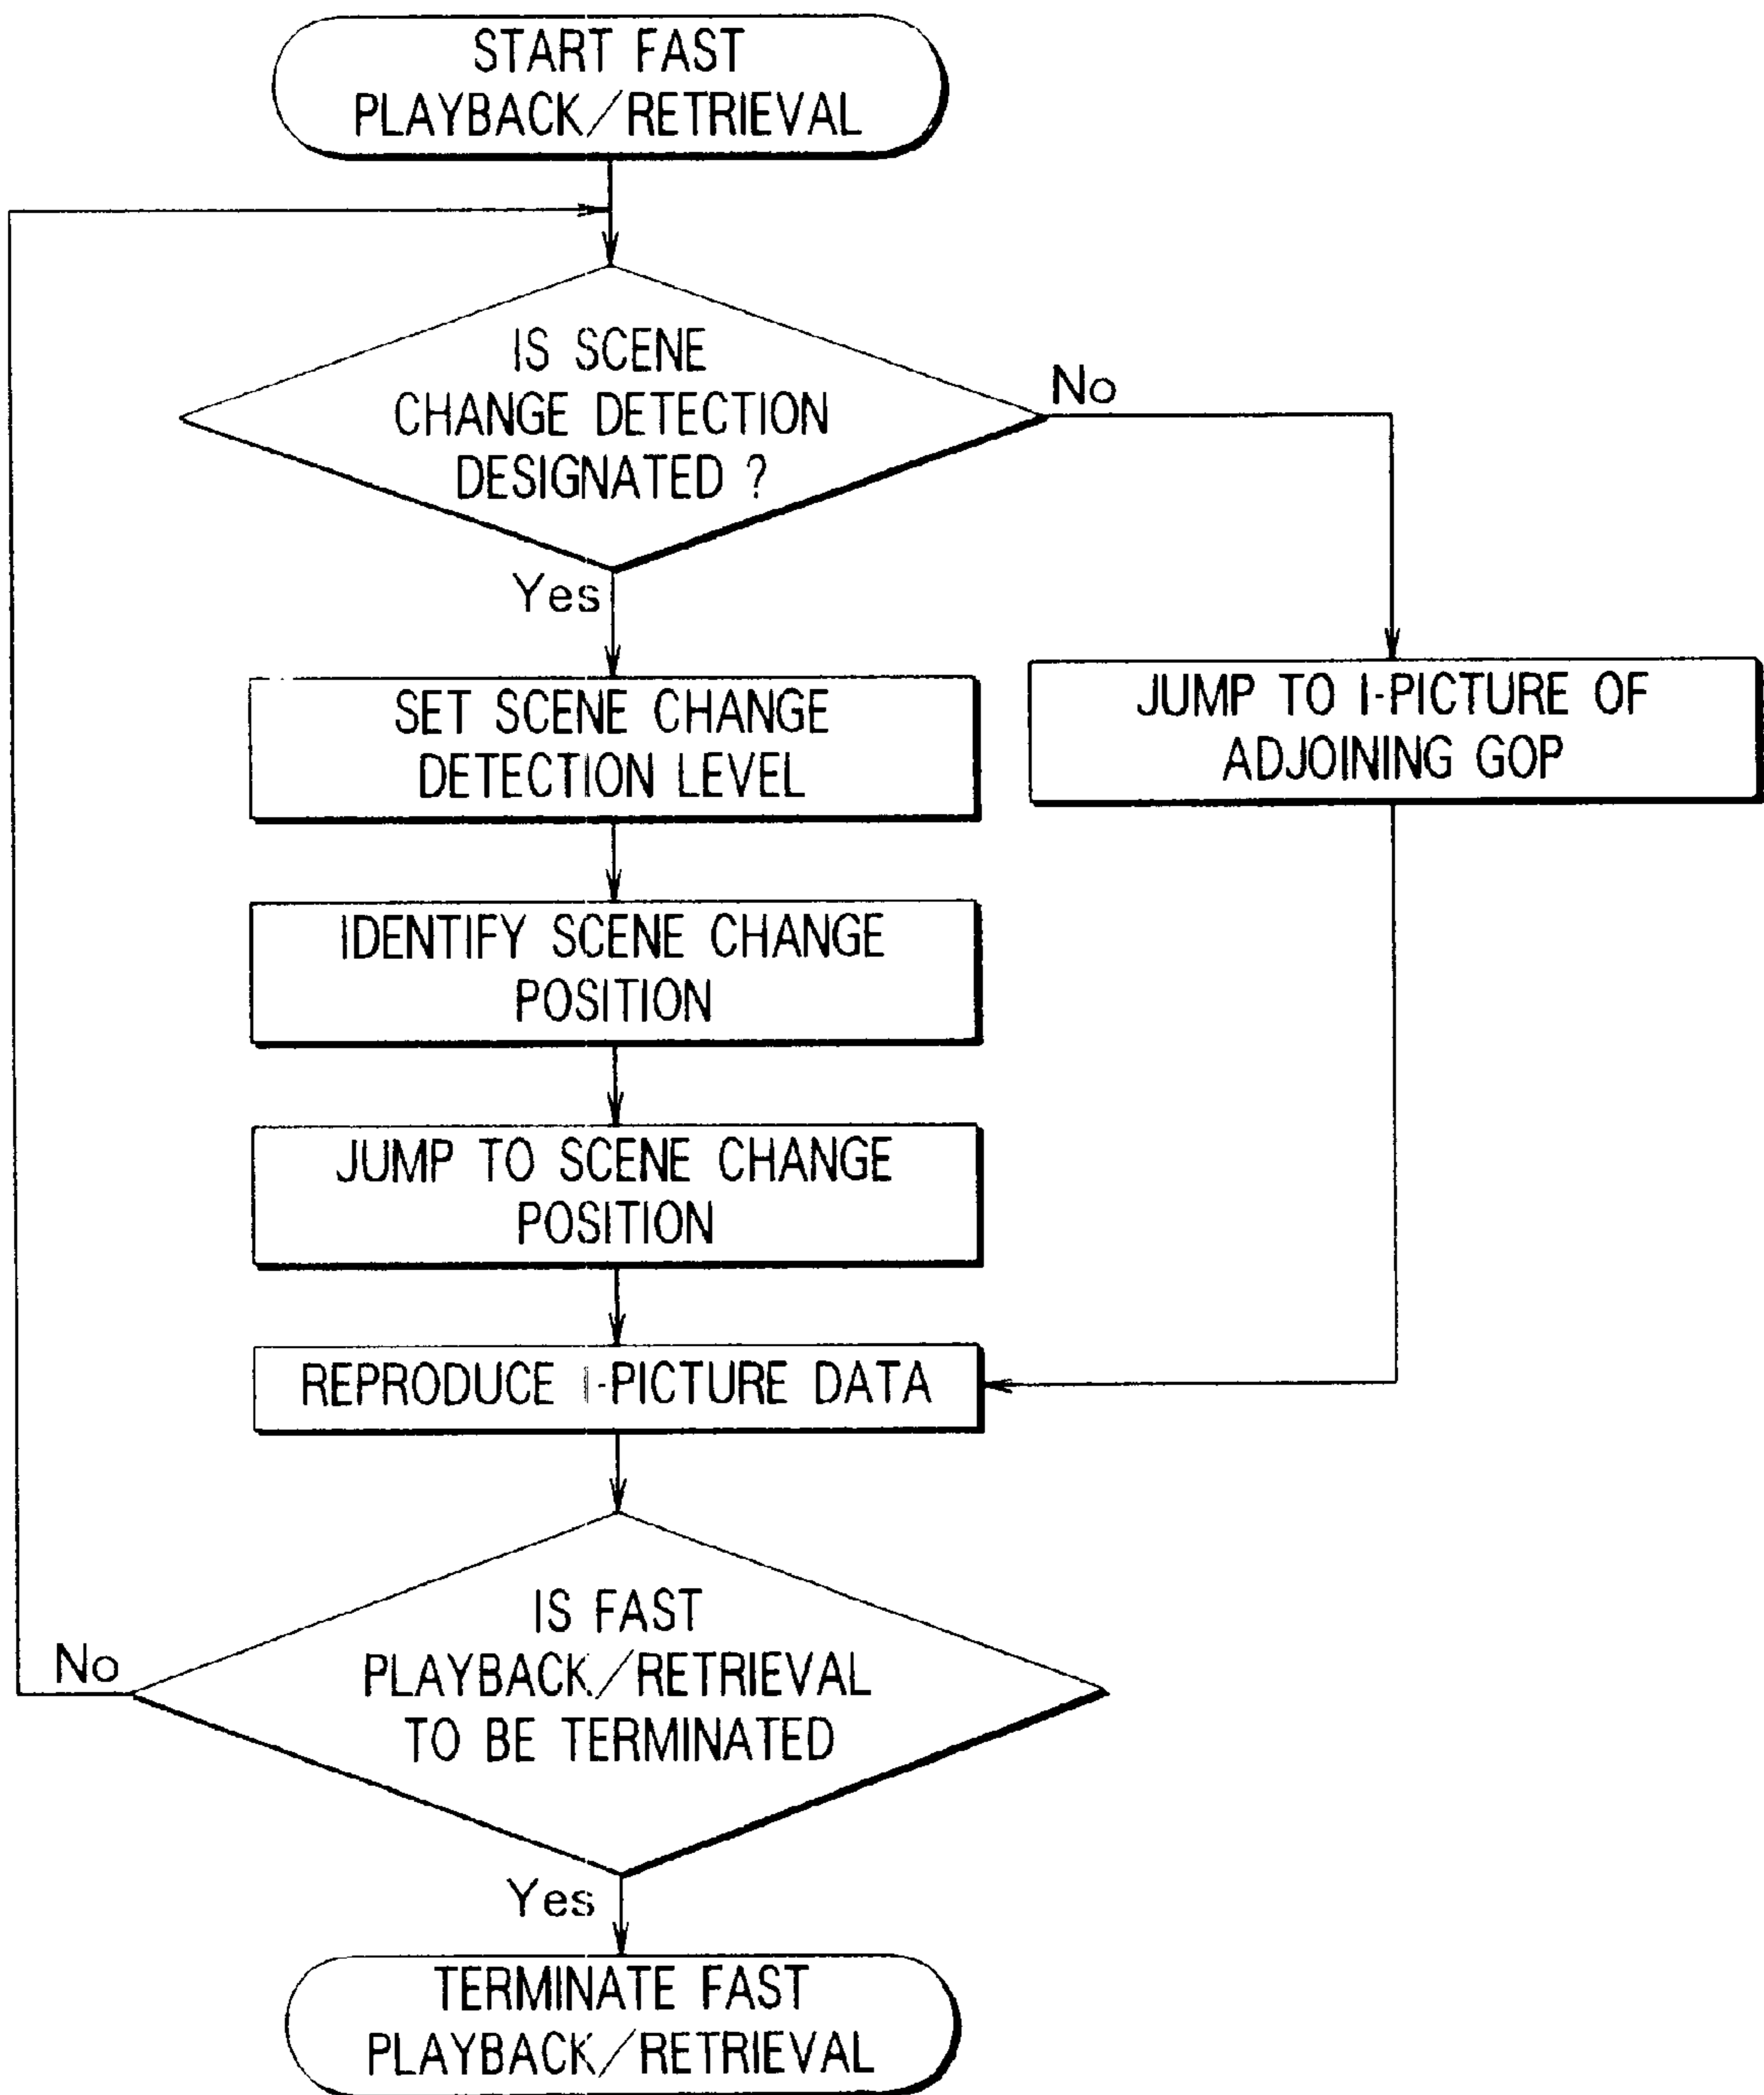 START FAST
PLAYBACK/RETRIEVAL
IS SCENE
CHANGE DETECTION
DESIGNATED ?
No
Yes
SET SCENE CHANGE
DETECTION LEVEL
JUMP TO I-PICTURE OF
ADJOINING GOP
IDENTIFY SCENE CHANGE
POSITION
JUMP TO SCENE CHANGE
POSITION
REPRODUCE I-PICTURE DATA
IS FAST
PLAYBACK/RETRIEVAL
TO BE TERMINATED
No
Yes
TERMINATE FAST
PLAYBACK/RETRIEVAL